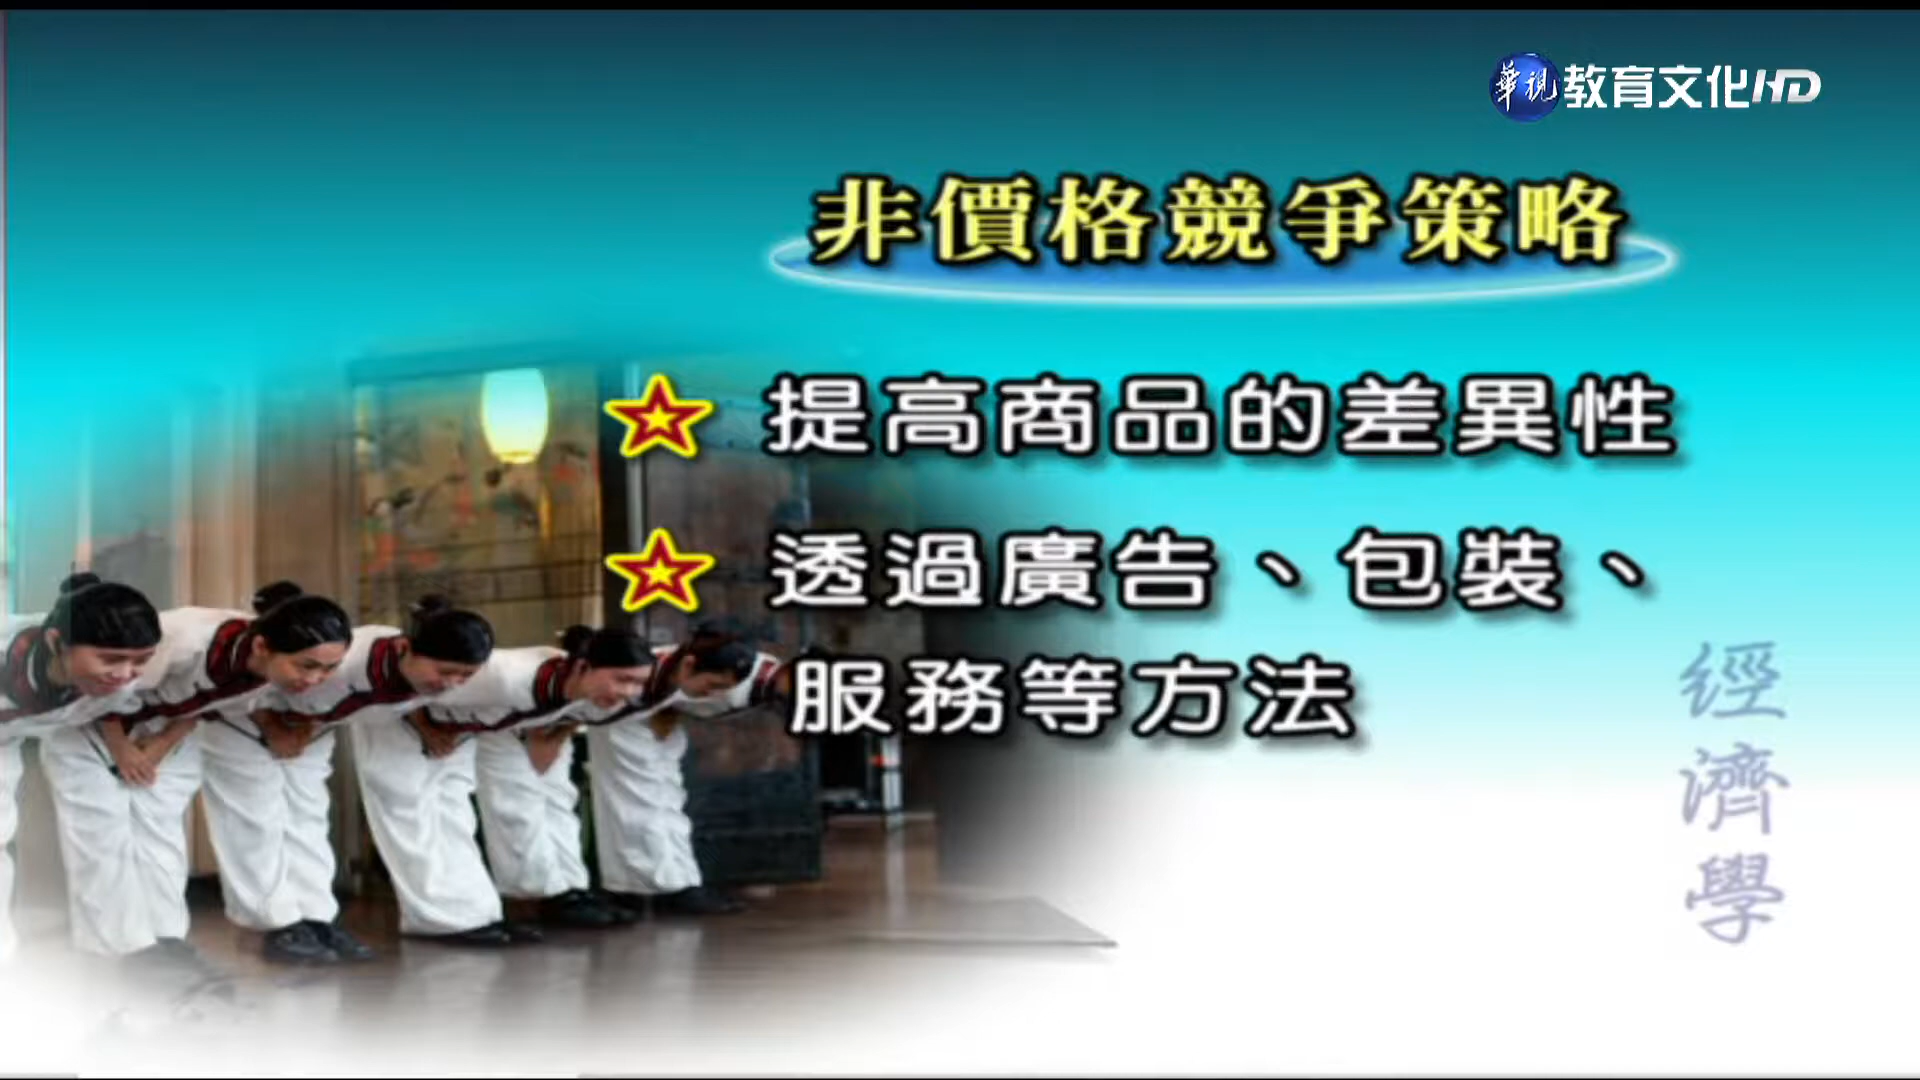 華視 教育文化HD
非價格競爭策略
提高商品的差異性
透過廣告、包裝、
服務等方法
經濟學